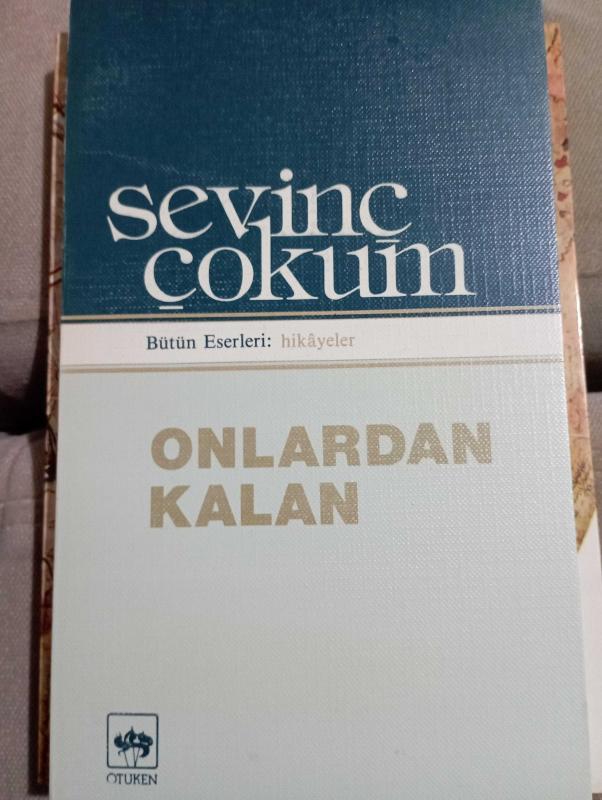 sevinç
çokum
Bütün Eserleri: hikâyeler
ONLARDAN
KALAN
ÖTÜKEN